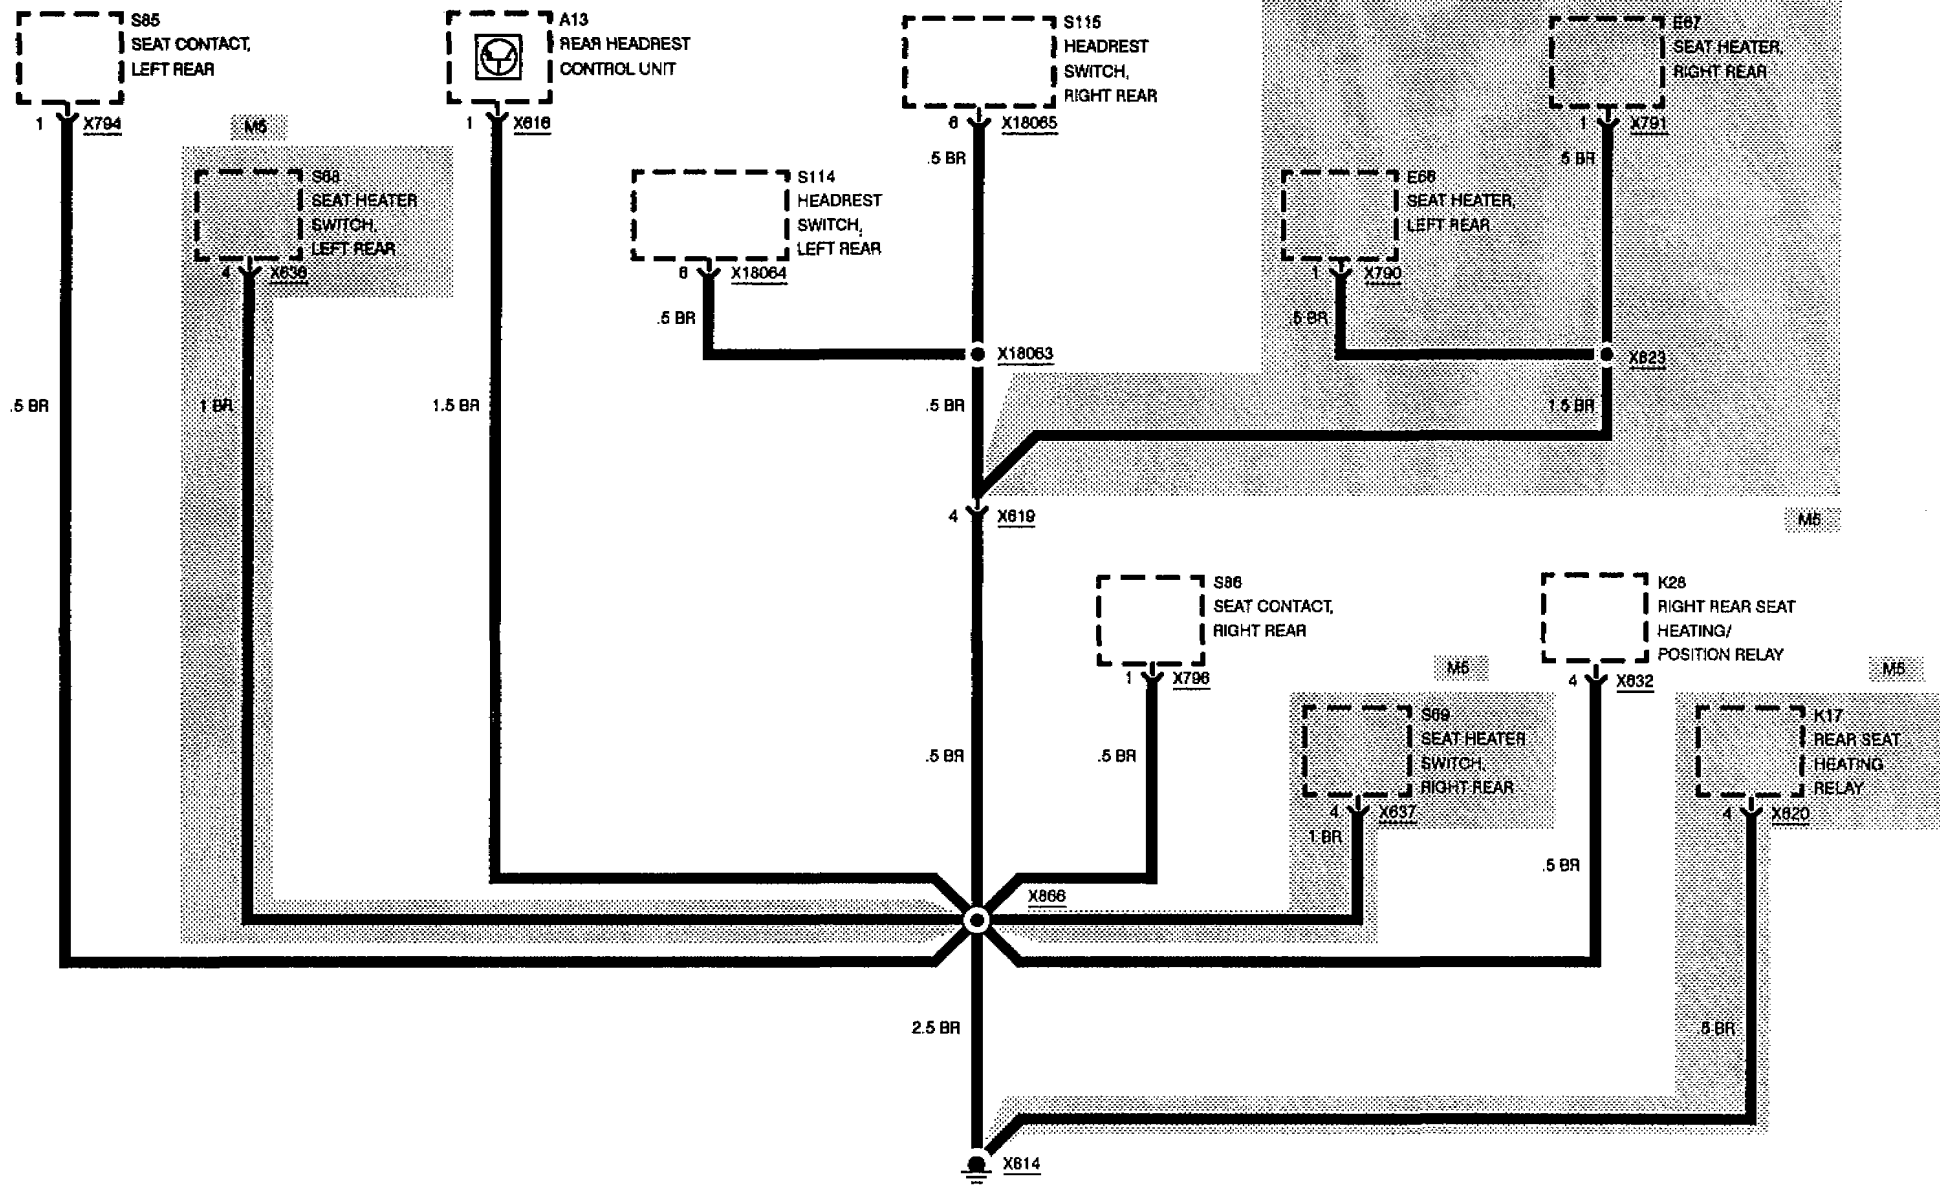 S85
SEAT CONTACT,
LEFT REAR
1
X794
.5 BR
M5
S68
SEAT HEATER
SWITCH,
LEFT REAR
4
X636
1 BR
A13
REAR HEADREST
CONTROL UNIT
1
X616
1.5 BR
S114
HEADREST
SWITCH,
LEFT REAR
6
X18064
.5 BR
S115
HEADREST
SWITCH,
RIGHT REAR
6
X18065
.5 BR
X18063
.5 BR
E67
SEAT HEATER,
RIGHT REAR
1
X791
.5 BR
E66
SEAT HEATER,
LEFT REAR
1
X790
.5 BR
X623
1.5 BR
4
X619
M5
.5 BR
S86
SEAT CONTACT,
RIGHT REAR
1
X796
.5 BR
M5
S69
SEAT HEATER
SWITCH,
RIGHT REAR
4
X637
1 BR
K28
RIGHT REAR SEAT
HEATING/
POSITION RELAY
4
X632
.5 BR
M5
K17
REAR SEAT
HEATING
RELAY
4
X620
.5 BR
X866
2.5 BR
X614